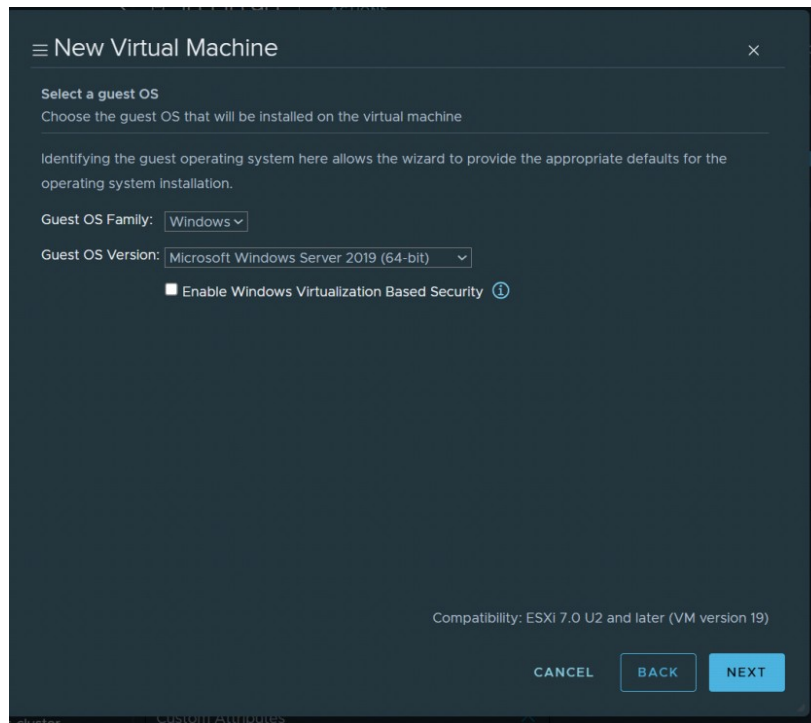 New Virtual Machine
Select a guest OS
Choose the guest OS that will be installed on the virtual machine
Identifying the guest operating system here allows the wizard to provide the appropriate defaults for the
operating system installation.
Guest OS Family: Windows
Guest OS Version: Microsoft Windows Server 2019 (64-bit)
Enable Windows Virtualization Based Security
Compatibility: ESXi 7.0 U2 and later (VM version 19)
CANCEL BACK NEXT
cluster Custom Attributes